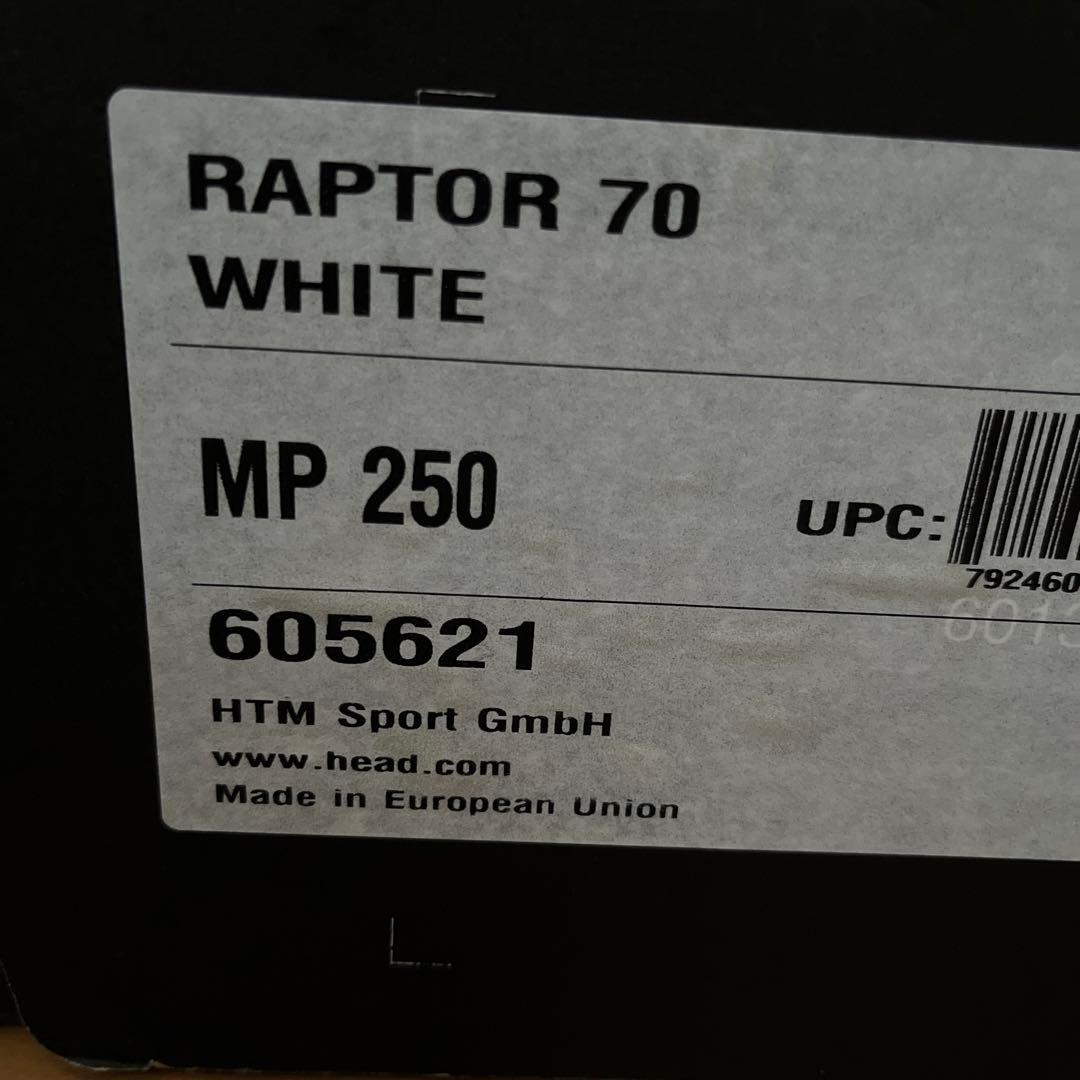 RAPTOR 70
WHITE
MP 250
UPC:
792460
605621
HTM Sport GmbH
www.head.com
Made in European Union